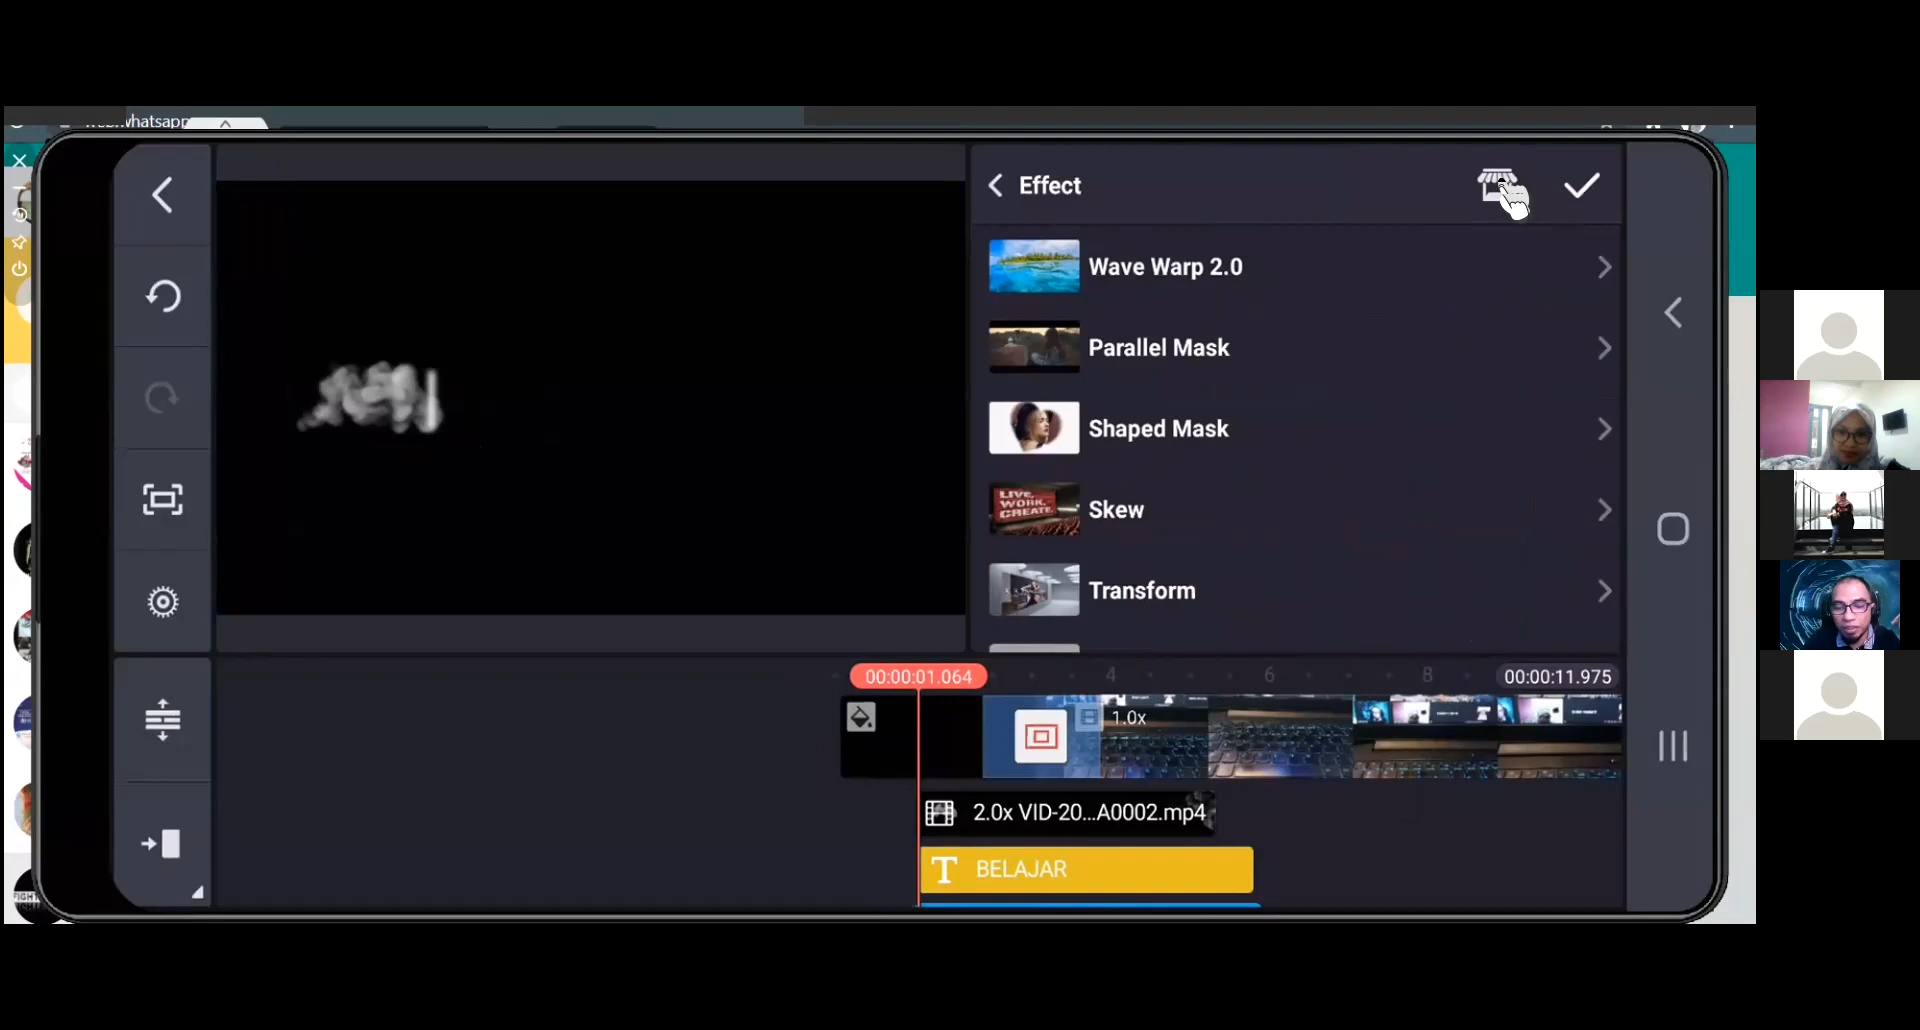 whatsapp
Effect
Wave Warp 2.0
Parallel Mask
Shaped Mask
LIVE.
WORK.
CREATE.
Skew
Transform
00:00:01.064
4
6
8
00:00:11.975
1.0x
2.0x VID-20...A0002.mp4
T BELAJAR